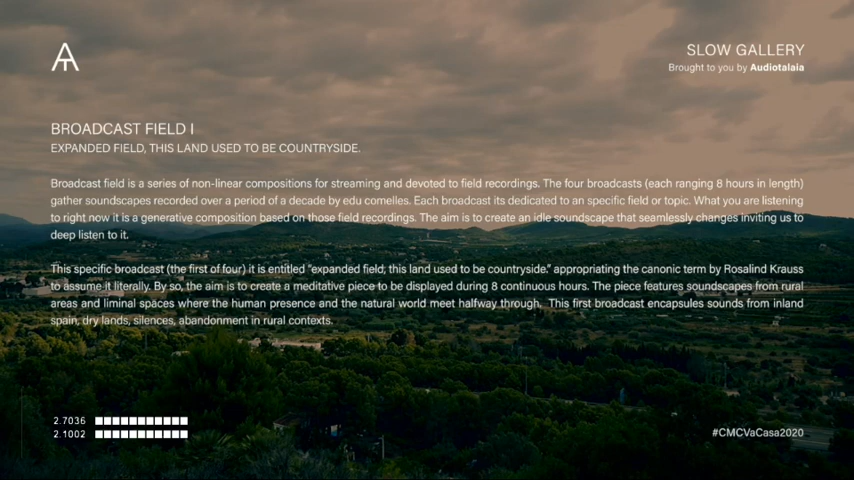 AT
SLOW GALLERY
Brought to you by Audiotalaia
BROADCAST FIELD I
EXPANDED FIELD, THIS LAND USED TO BE COUNTRYSIDE.
Broadcast field is a series of non-linear compositions for streaming and devoted to field recordings. The four broadcasts (each ranging 8 hours in length)
gather soundscapes recorded over a period of a decade by edu comelles. Each broadcast its dedicated to an specific field or topic. What you are listening
to right now it is a generative composition based on those field recordings. The aim is to create an idle soundscape that seamlessly changes inviting us to
deep listen to it.
This specific broadcast (the first of four) it is entitled "expanded field; this land used to be countryside." appropriating the canonic term by Rosalind Krauss
to assume it literally. By so, the aim is to create a meditative piece to be displayed during 8 continuous hours. The piece features soundscapes from rural
areas and liminal spaces where the human presence and the natural world meet halfway through. This first broadcast encapsules sounds from inland
spain, dry lands, silences, abandonment in rural contexts.
2.7036
2.1002
#CMCVaCasa2020